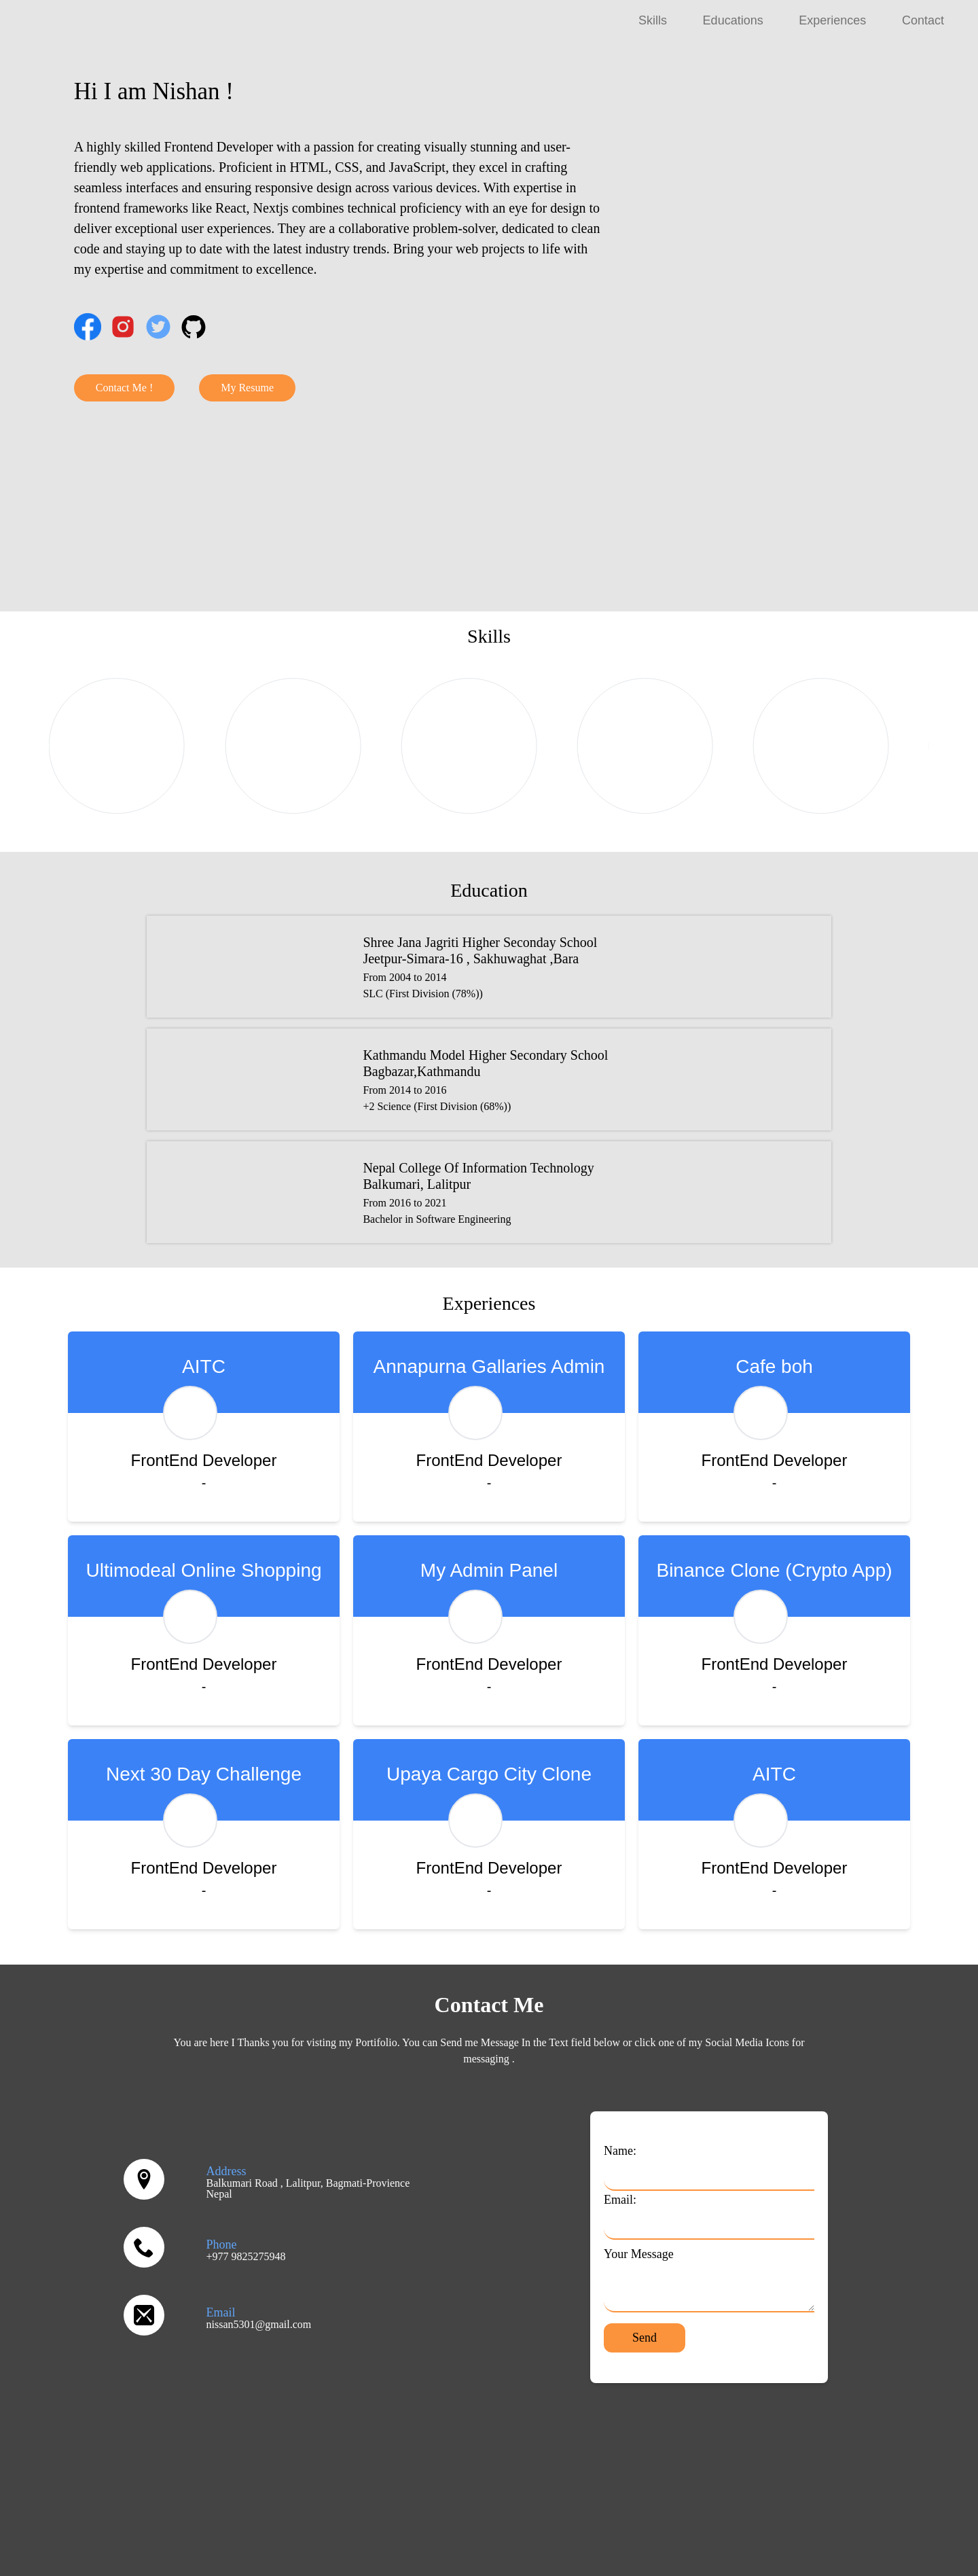 Skills Educations Experiences Contact
Hi I am Nishan !
A highly skilled Frontend Developer with a passion for creating visually stunning and user-
friendly web applications. Proficient in HTML, CSS, and JavaScript, they excel in crafting
seamless interfaces and ensuring responsive design across various devices. With expertise in
frontend frameworks like React, Nextjs combines technical proficiency with an eye for design to
deliver exceptional user experiences. They are a collaborative problem-solver, dedicated to clean
code and staying up to date with the latest industry trends. Bring your web projects to life with
my expertise and commitment to excellence.
Contact Me ! My Resume
Skills
Education
Shree Jana Jagriti Higher Seconday School
Jeetpur-Simara-16 , Sakhuwaghat ,Bara
From 2004 to 2014
SLC (First Division (78%))
Kathmandu Model Higher Secondary School
Bagbazar,Kathmandu
From 2014 to 2016
+2 Science (First Division (68%))
Nepal College Of Information Technology
Balkumari, Lalitpur
From 2016 to 2021
Bachelor in Software Engineering
Experiences
AITC
FrontEnd Developer
-
Annapurna Gallaries Admin
FrontEnd Developer
-
Cafe boh
FrontEnd Developer
-
Ultimodeal Online Shopping
FrontEnd Developer
-
My Admin Panel
FrontEnd Developer
-
Binance Clone (Crypto App)
FrontEnd Developer
-
Next 30 Day Challenge
FrontEnd Developer
-
Upaya Cargo City Clone
FrontEnd Developer
-
AITC
FrontEnd Developer
-
Contact Me
You are here I Thanks you for visting my Portifolio. You can Send me Message In the Text field below or click one of my Social Media Icons for
messaging .
Address
Balkumari Road , Lalitpur, Bagmati-Provience
Nepal
Phone
+977 9825275948
Email
nissan5301@gmail.com
Name:
Email:
Your Message
Send